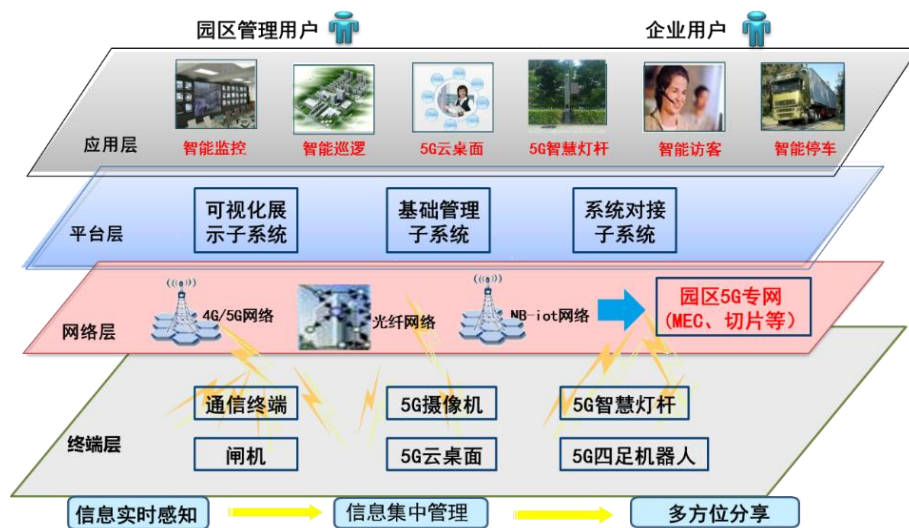 园区管理用户
企业用户
应用层
智能监控
智能巡逻
5G云桌面
5G智慧灯杆
智能访客
智能停车
平台层
可视化展
示子系统
基础管理
子系统
系统对接
子系统
网络层
4G/5G网络
光纤网络
NB-iot网络
园区5G专网
(MEC、切片等)
终端层
通信终端
5G摄像机
5G智慧灯杆
闸机
5G云桌面
5G四足机器人
信息实时感知
信息集中管理
多方位分享